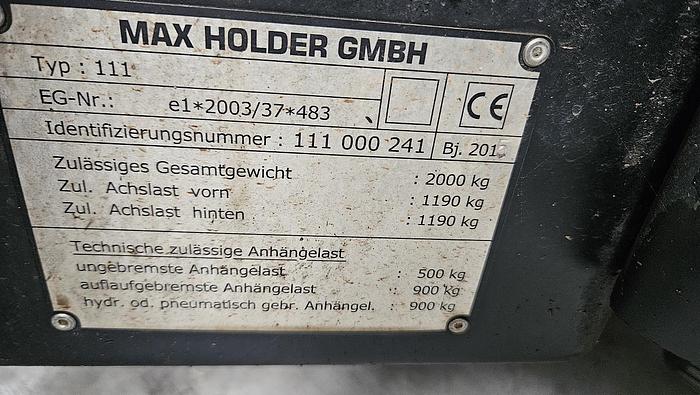 MAX HOLDER GMBH
Typ : 111
EG-Nr.: e1*2003/37*483
CE
Identifizierungsnummer : 111 000 241 Bj.
Zulässiges Gesamtgewicht : 2000 kg
Zul. Achslast vorn : 1190 kg
Zul. Achslast hinten : 1190 kg
Technische zulässige Anhängelast
ungebremste Anhängelast : 500 kg
auflaufgebremste Anhängelast : 900 kg
hydr. od. pneumatisch gebr. Anhängel. : 900 kg